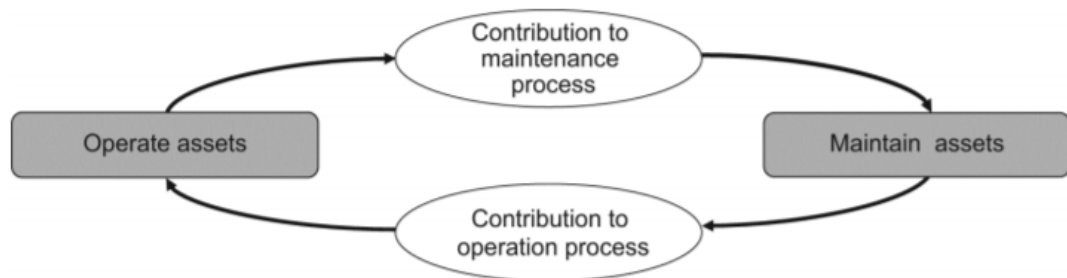 Contribution to
maintenance
process
Operate assets
Maintain assets
Contribution to
operation process